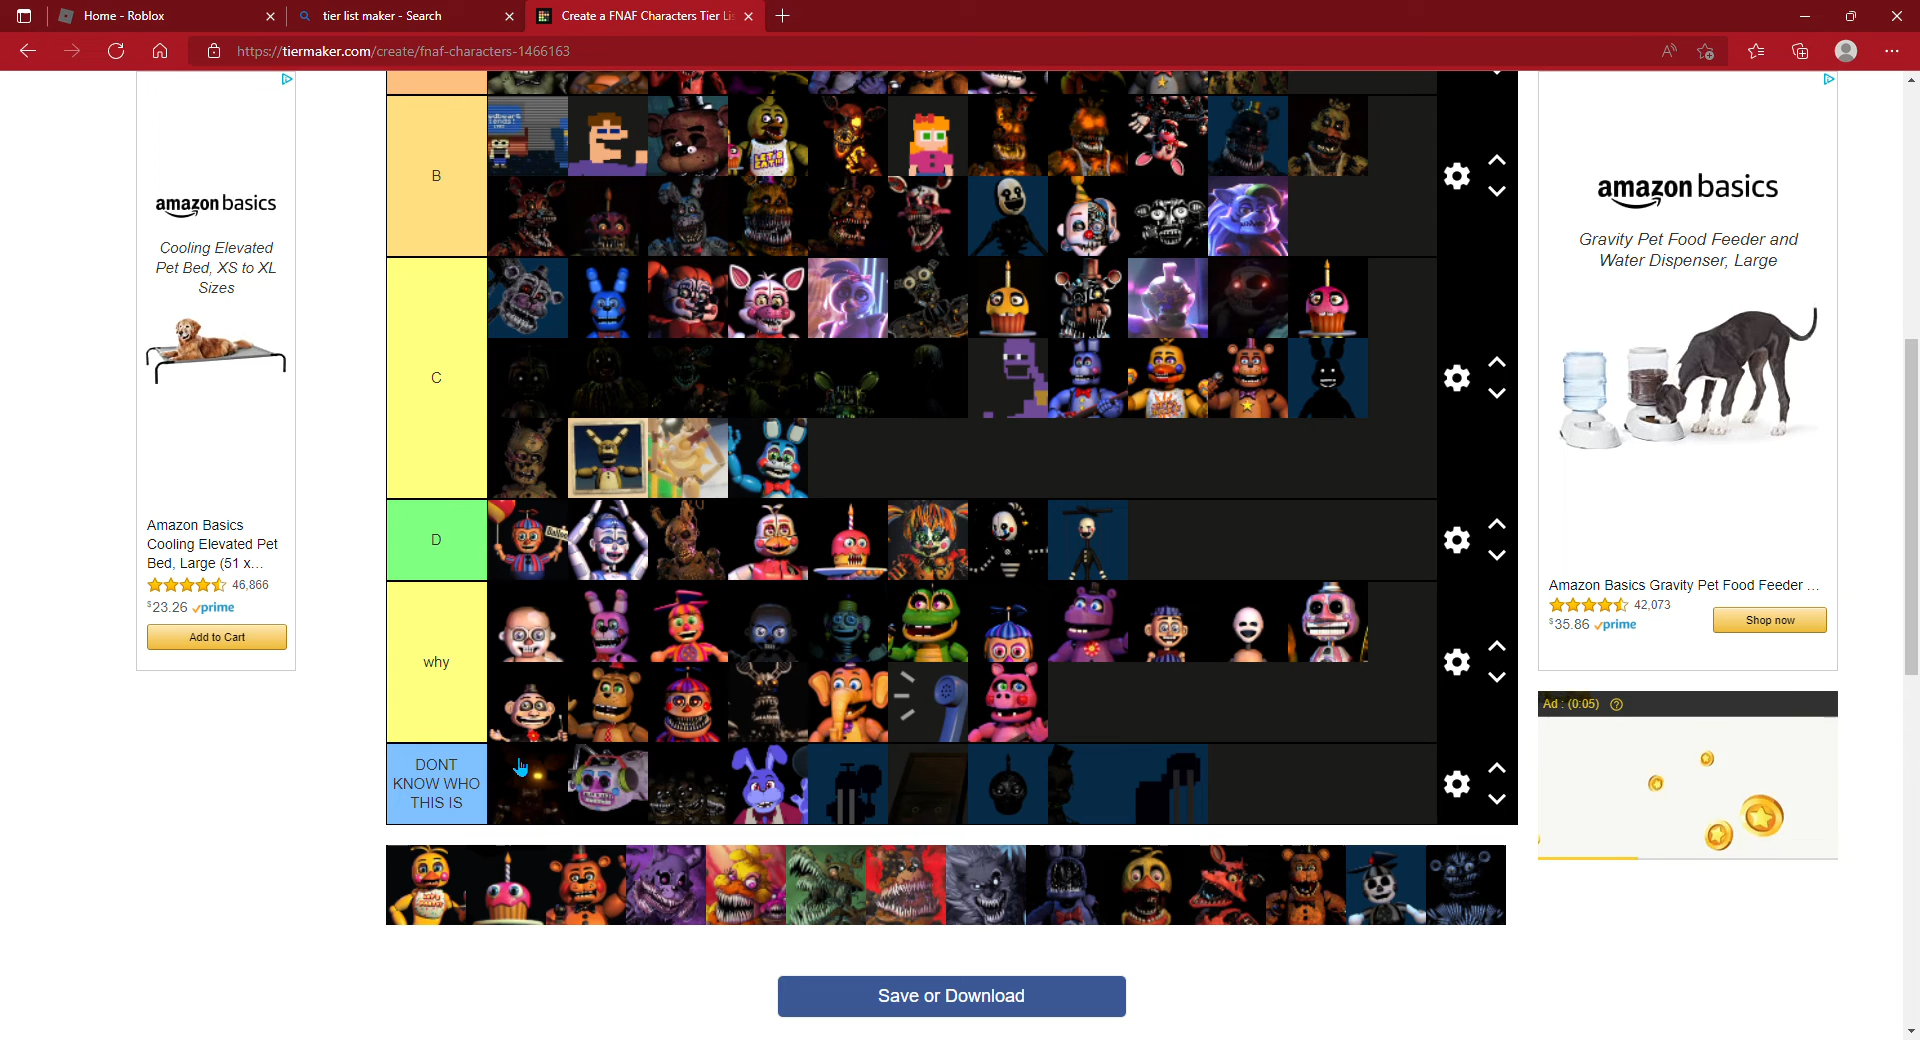 Home - Roblox
tier list maker - Search
Create a FNAF Characters Tier Li
https://tiermaker.com/create/fnaf-characters-1466163
amazon basics
Cooling Elevated
Pet Bed, XS to XL
Sizes
Amazon Basics
Cooling Elevated Pet
Bed, Large (51 x...
46,866
$23.26 prime
Add to Cart
B
LET'S
EAT!!!
C
D
why
DONT
KNOW WHO
THIS IS
Save or Download
amazon basics
Gravity Pet Food Feeder and
Water Dispenser, Large
Amazon Basics Gravity Pet Food Feeder ...
42,073
$35.86 prime
Shop now
Ad : (0:05)